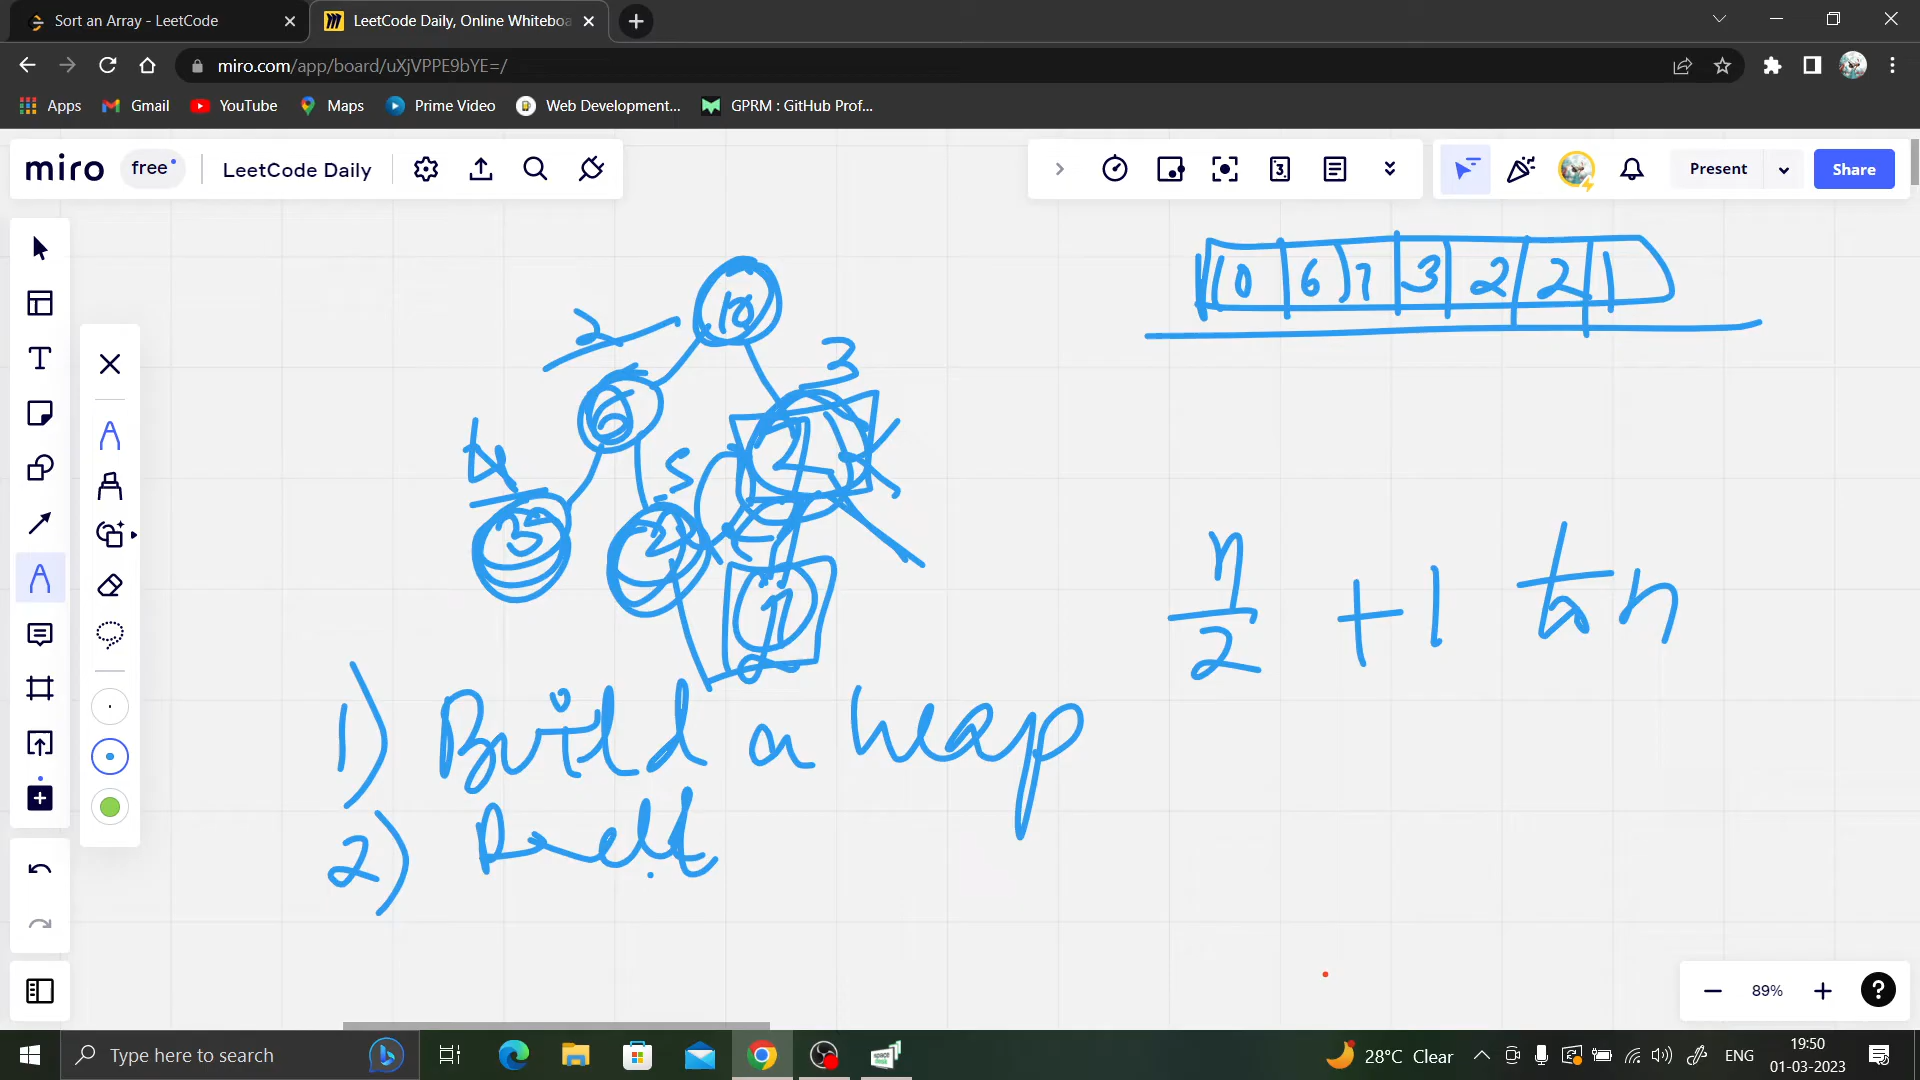 Sort an Array - LeetCode
LeetCode Daily, Online Whiteboa
miro.com/app/board/uXjVPPE9bYE=/
Apps
Gmail
YouTube
Maps
Prime Video
Web Development...
GPRM : GitHub Prof...
miro
free
LeetCode Daily
Present
Share
10 6 7 3 2 2 1
10
2
3
6
4
5
3
2
n/2 + 1 to n
1) Build a heap
2)
89%
Type here to search
28°C Clear
ENG
19:50
01-03-2023